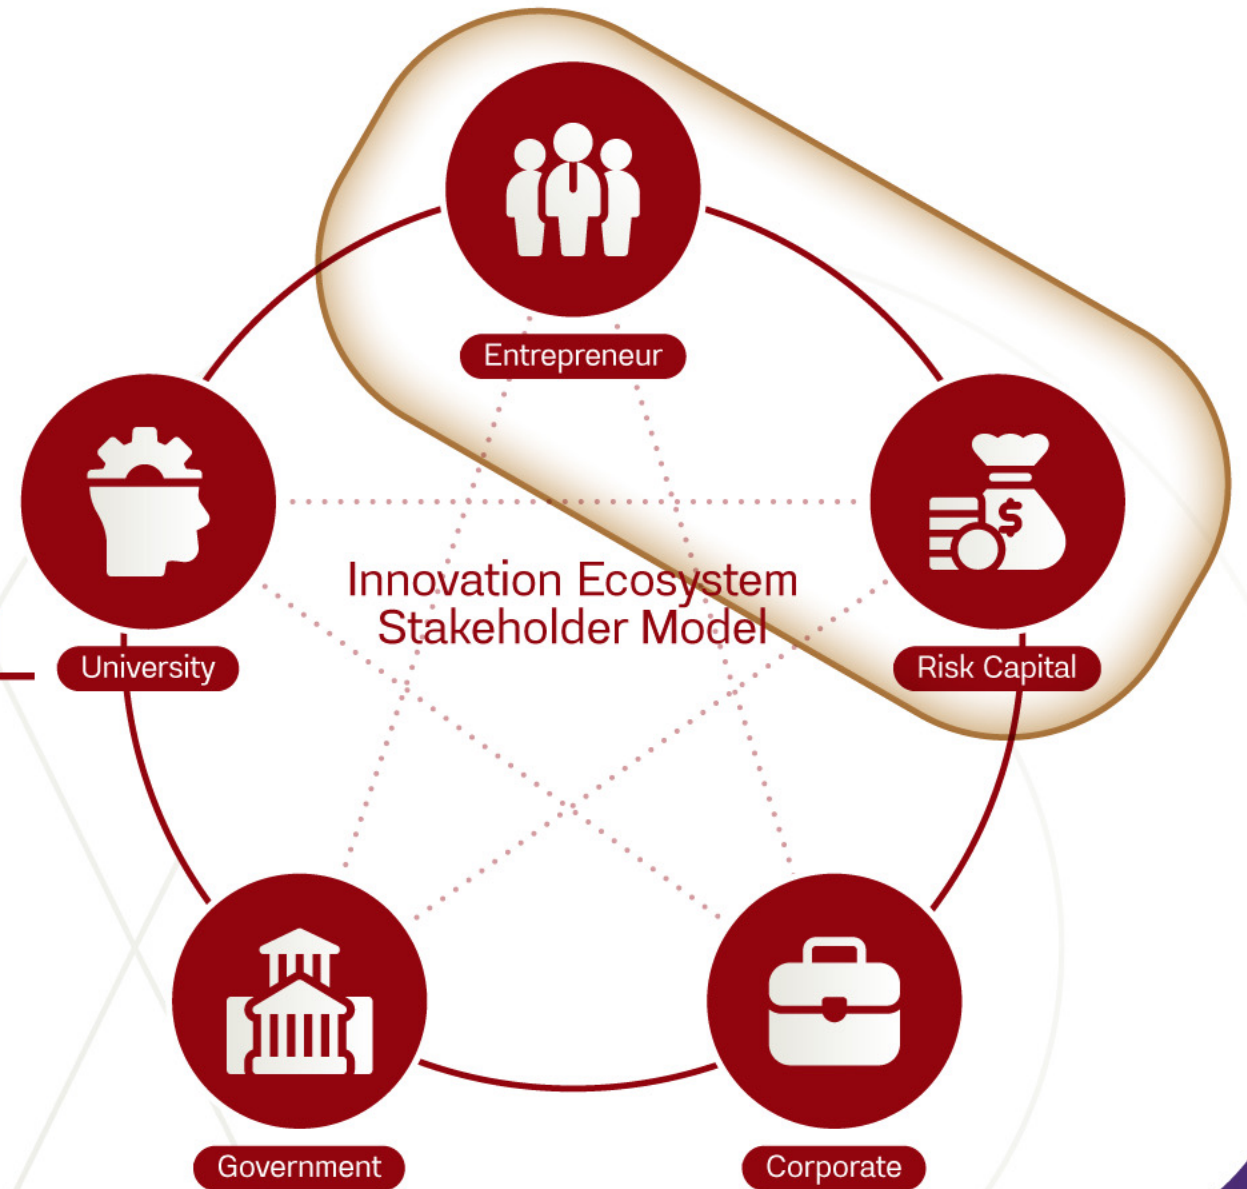 Entrepreneur
$
Innovation Ecosystem
Stakeholder Model
University
Risk Capital
Government
Corporate